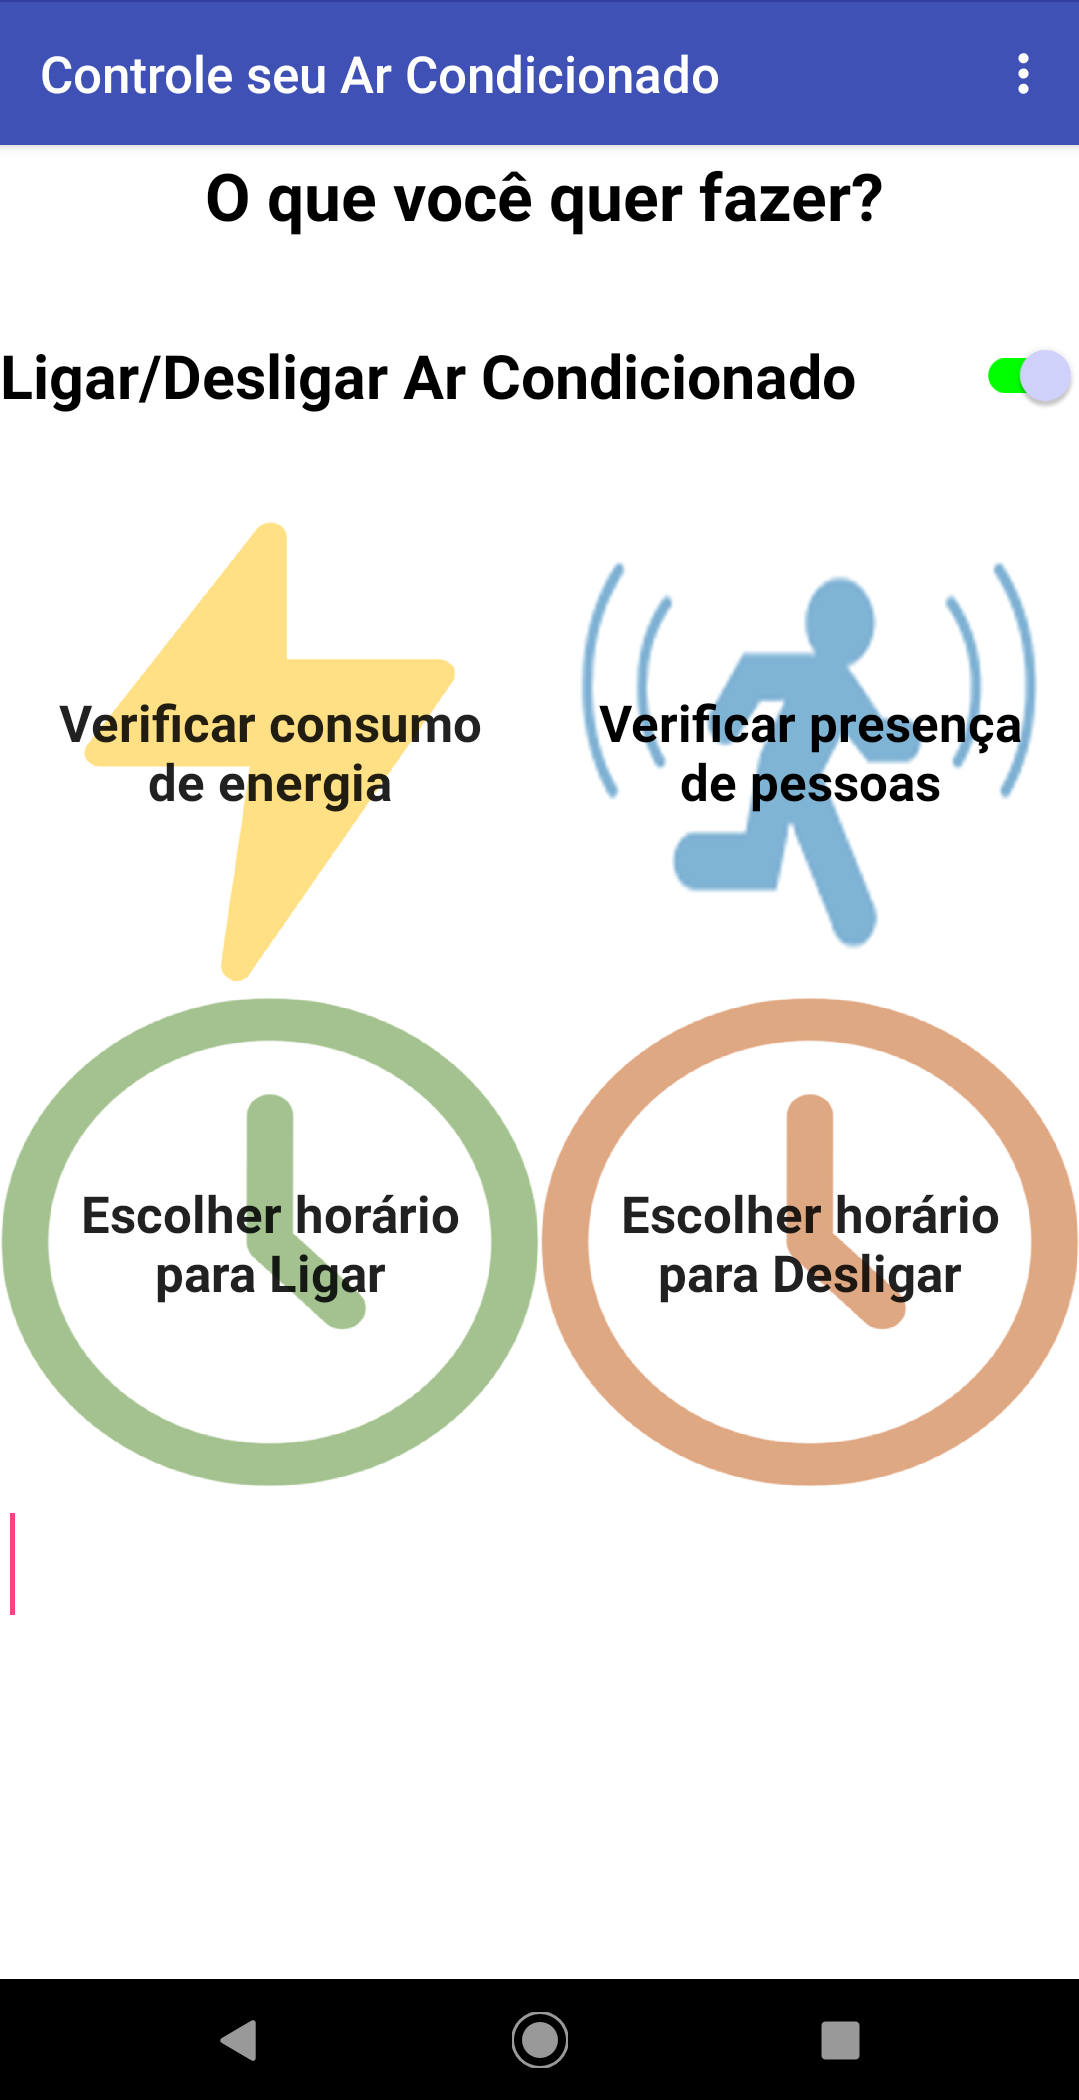 Controle seu Ar Condicionado
O que você quer fazer?
Ligar/Desligar Ar Condicionado
Verificar consumo
de energia
Verificar presença
de pessoas
Escolher horário
para Ligar
Escolher horário
para Desligar